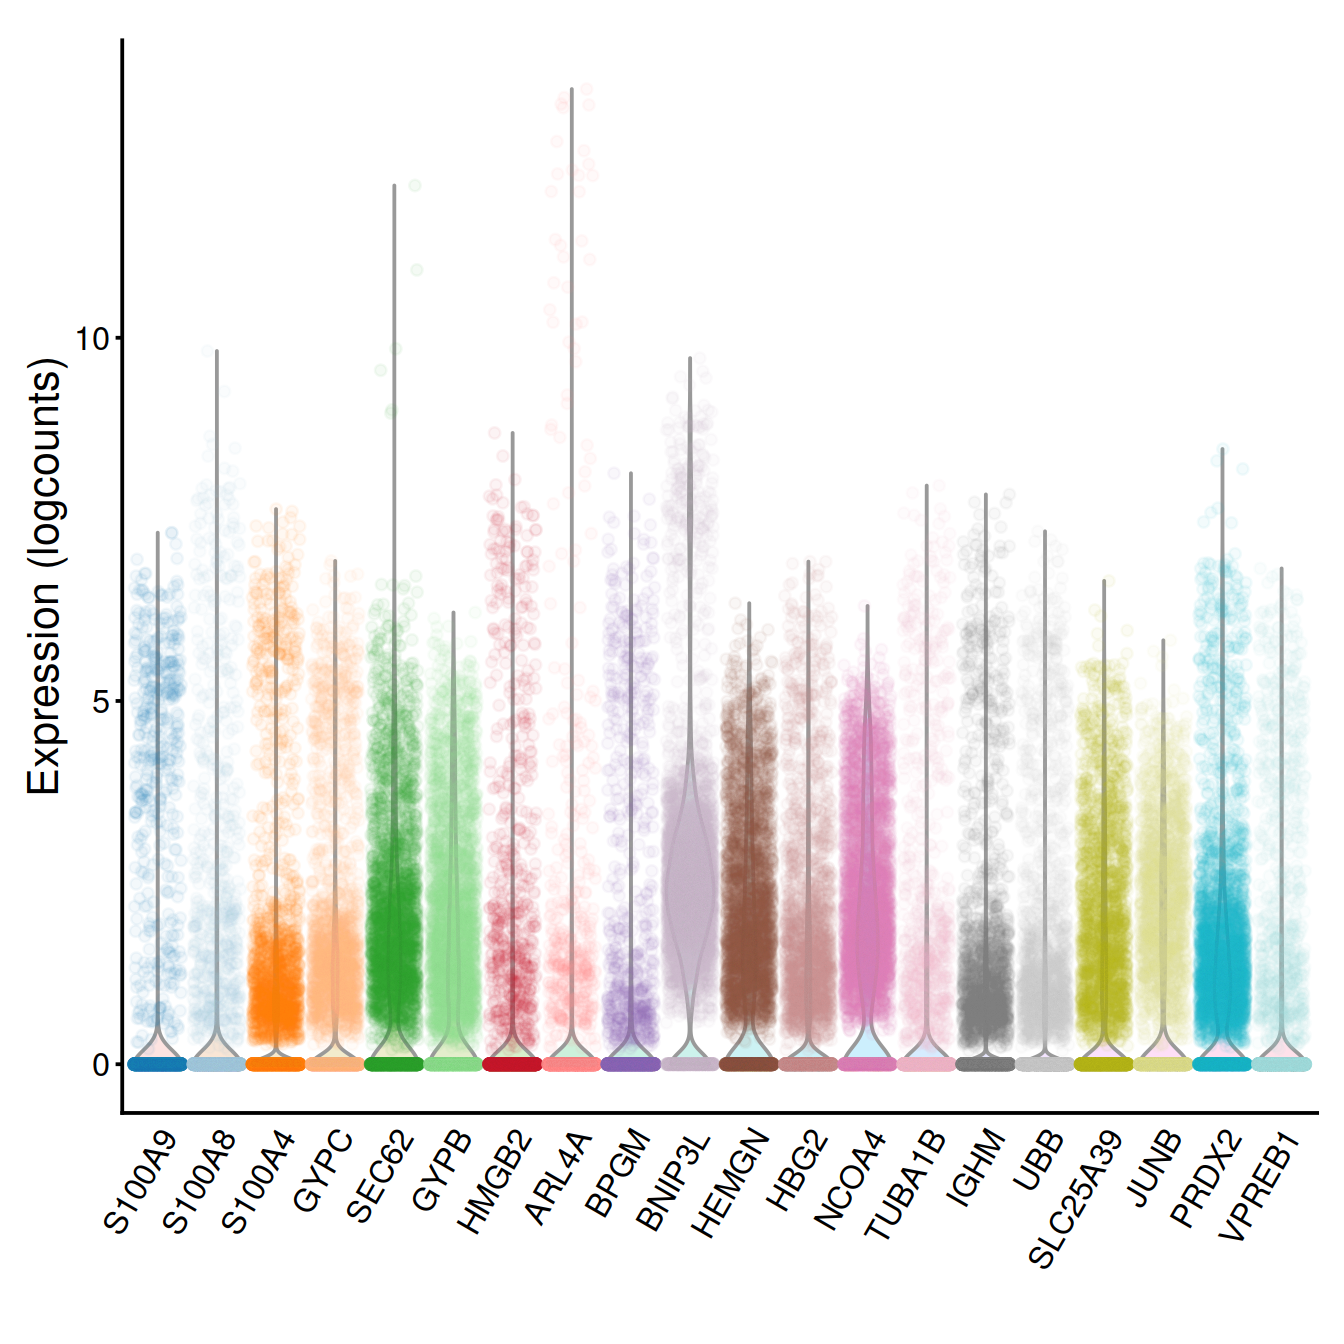 Expression (logcounts)
10
5
0
S100A9
S100A8
S100A4
GYPC
SEC62
GYPB
HMGB2
ARL4A
BPGM
BNIP3L
HEMGN
HBG2
NCOA4
TUBA1B
IGHM
UBB
SLC25A39
JUNB
PRDX2
VPREB1